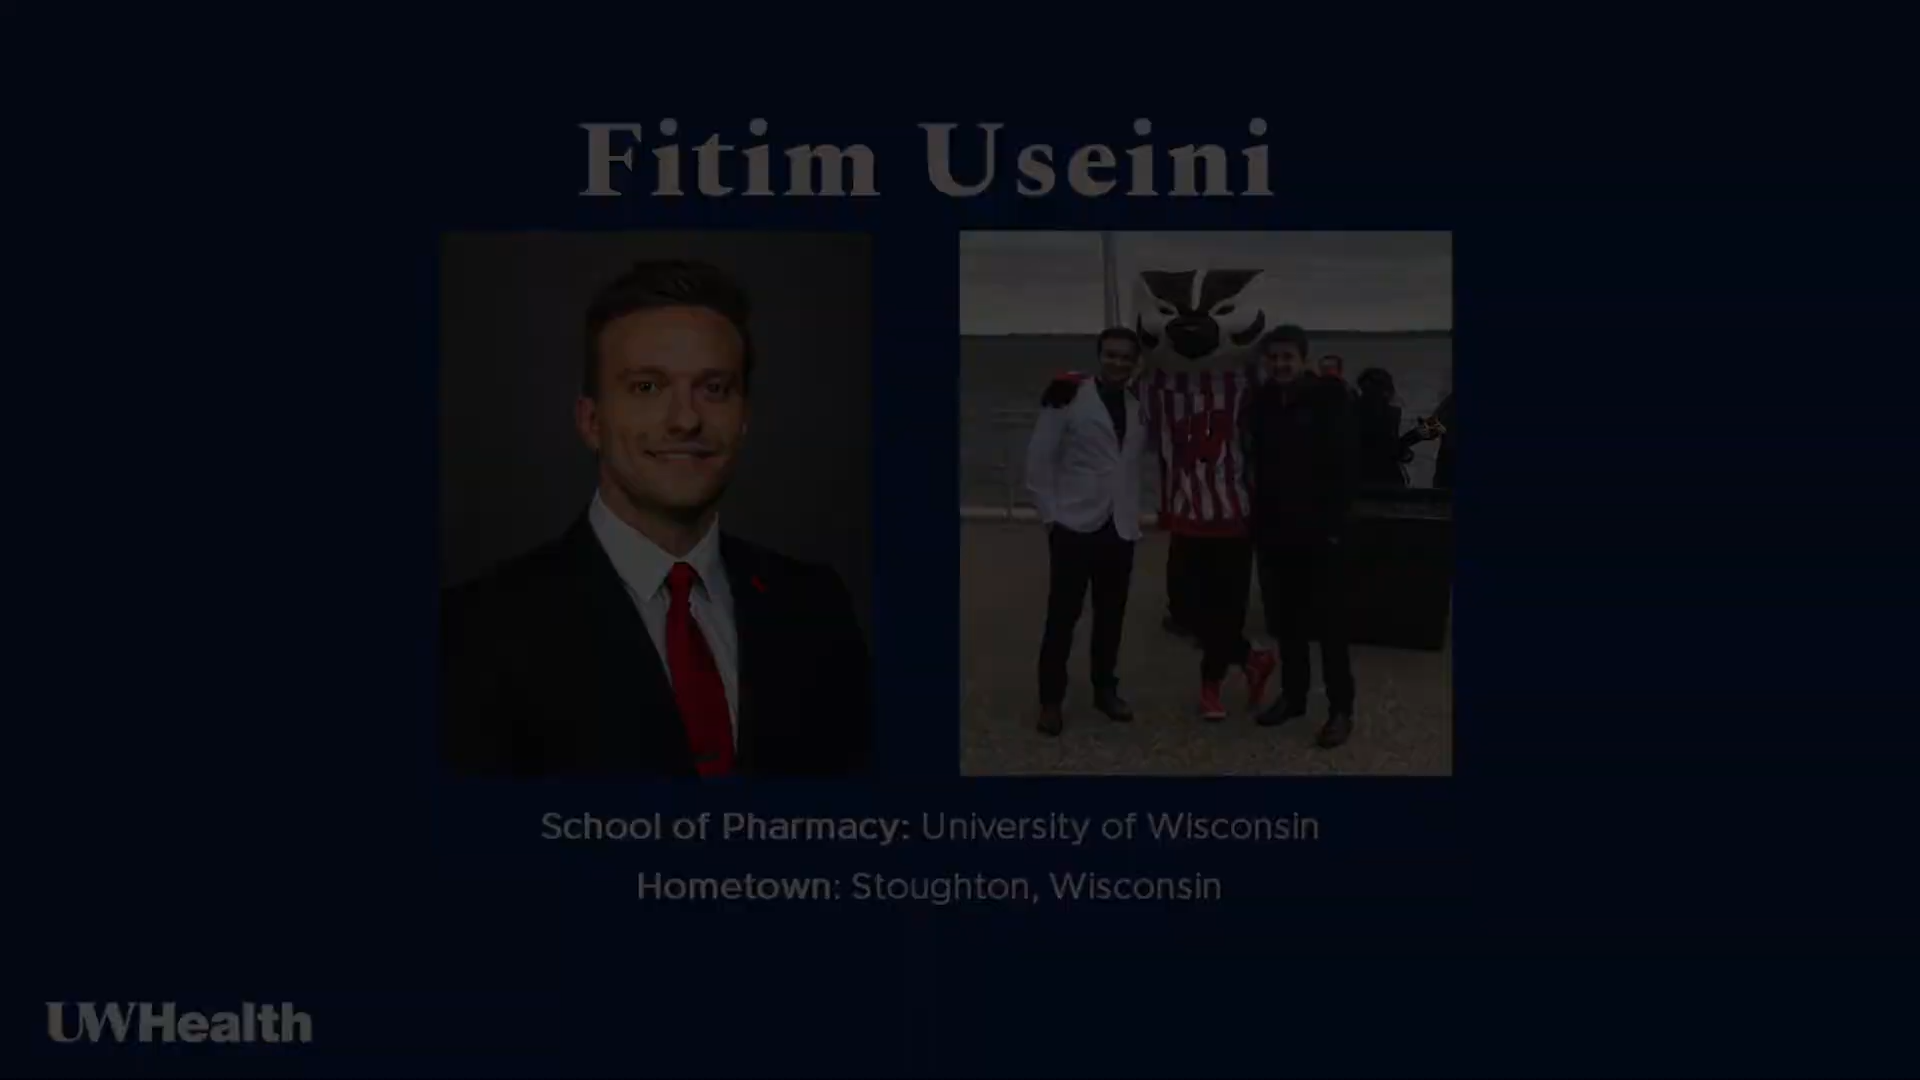 Fitim Useini
School of Pharmacy: University of Wisconsin
Hometown: Stoughton, Wisconsin
UWHealth